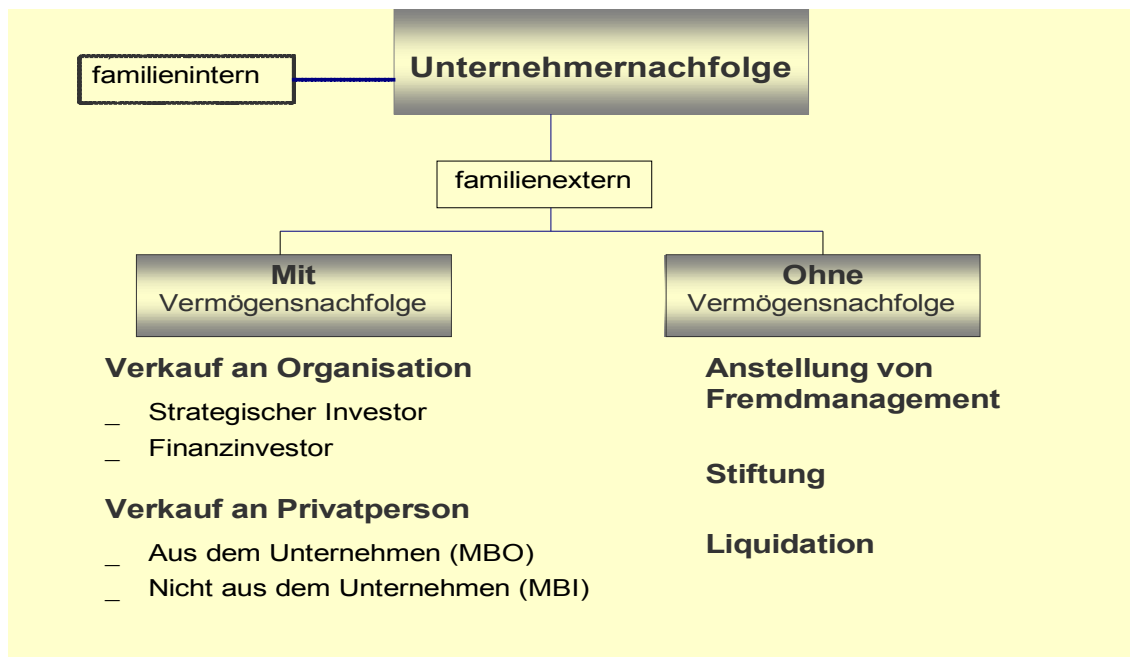 Unternehmernachfolge
familienintern
familienextern
Mit
Vermögensnachfolge
Verkauf an Organisation
_ Strategischer Investor
_ Finanzinvestor
Verkauf an Privatperson
_ Aus dem Unternehmen (MBO)
_ Nicht aus dem Unternehmen (MBI)
Ohne
Vermögensnachfolge
Anstellung von
Fremdmanagement
Stiftung
Liquidation